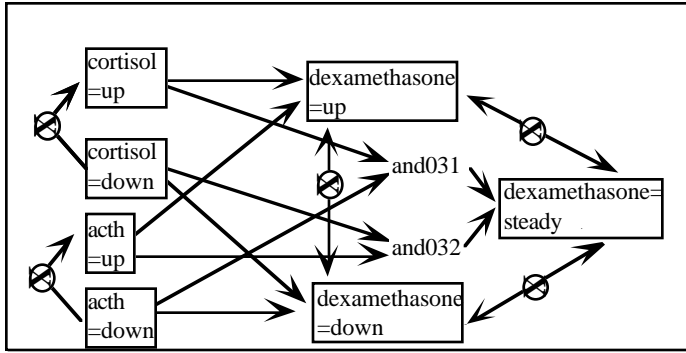 cortisol
=up
cortisol
=down
acth
=up
acth
=down
dexamethasone
=up
and031
and032
dexamethasone
=down
dexamethasone=
steady